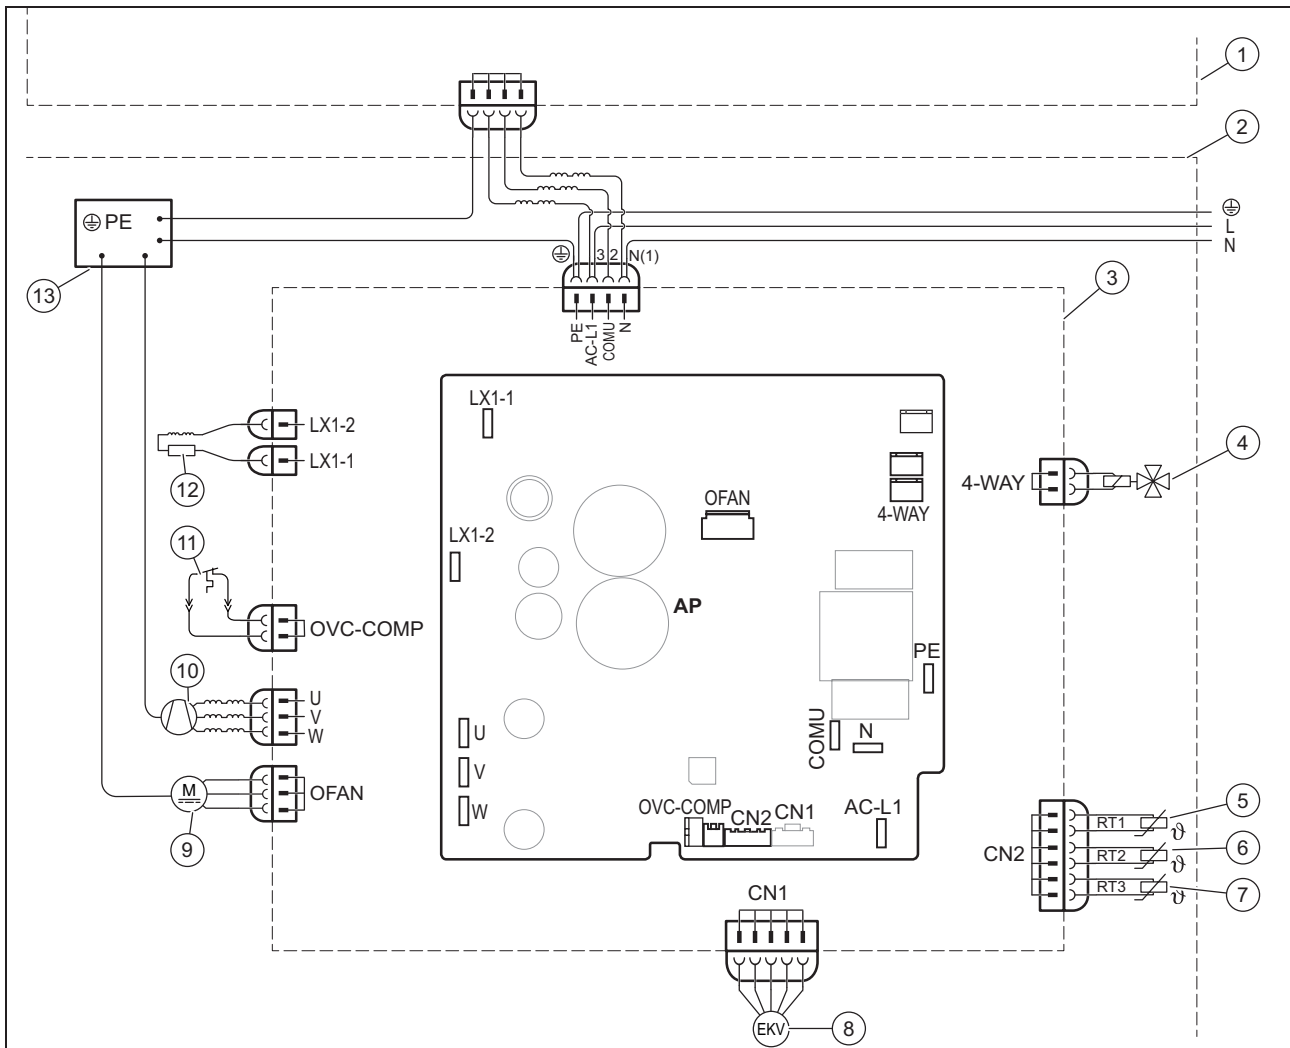 1
2
PE
L
N
3 2 N(1)
13
3
PE
AC-L1
COMU
N
LX1-1
LX1-2
LX1-1
12
4-WAY
4
OFAN
4-WAY
LX1-2
11
AP
OVC-COMP
PE
10
U
V
W
COMU
N
U
V
W
M
OFAN
9
OVC-COMP
CN2
CN1
AC-L1
CN2
RT1
ϑ
5
RT2
ϑ
6
RT3
ϑ
7
CN1
EKV
8